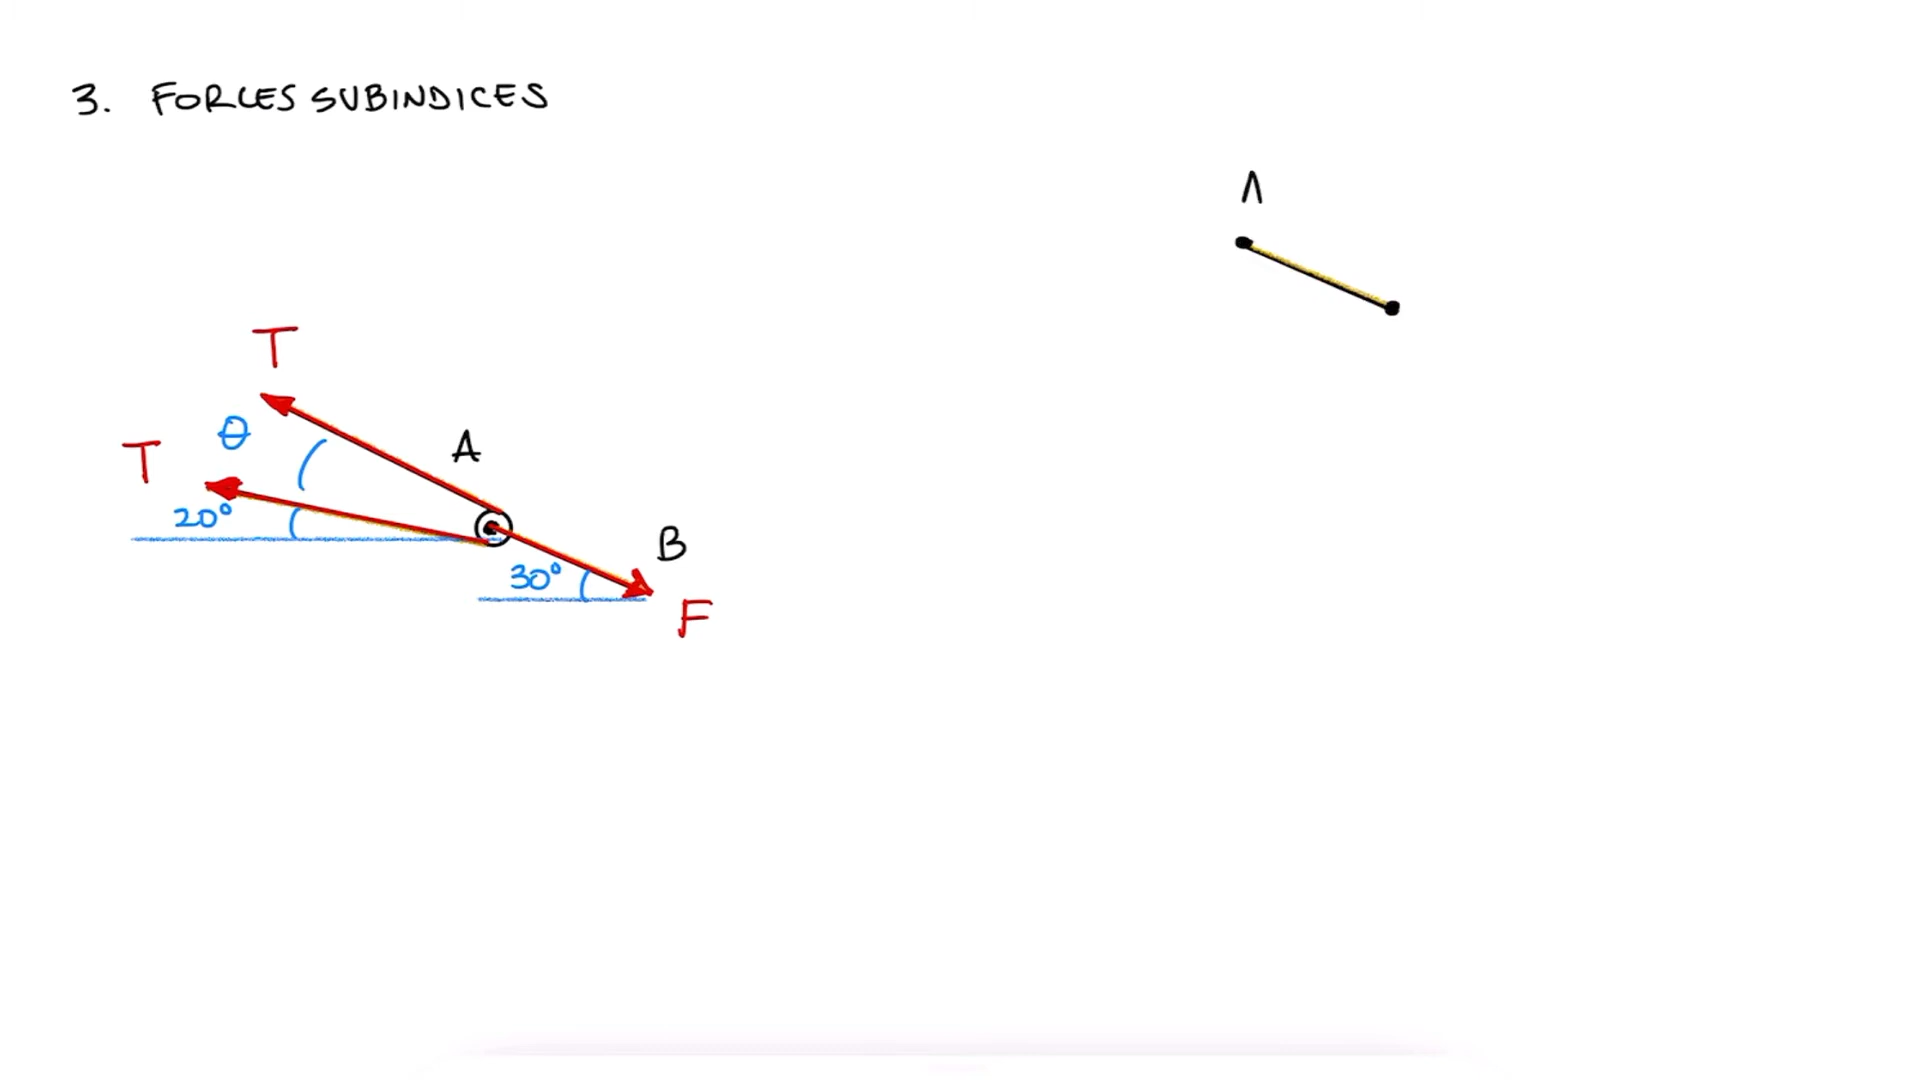 3. FORCES SUBINDICES
T
θ
A
T
20°
B
30°
F